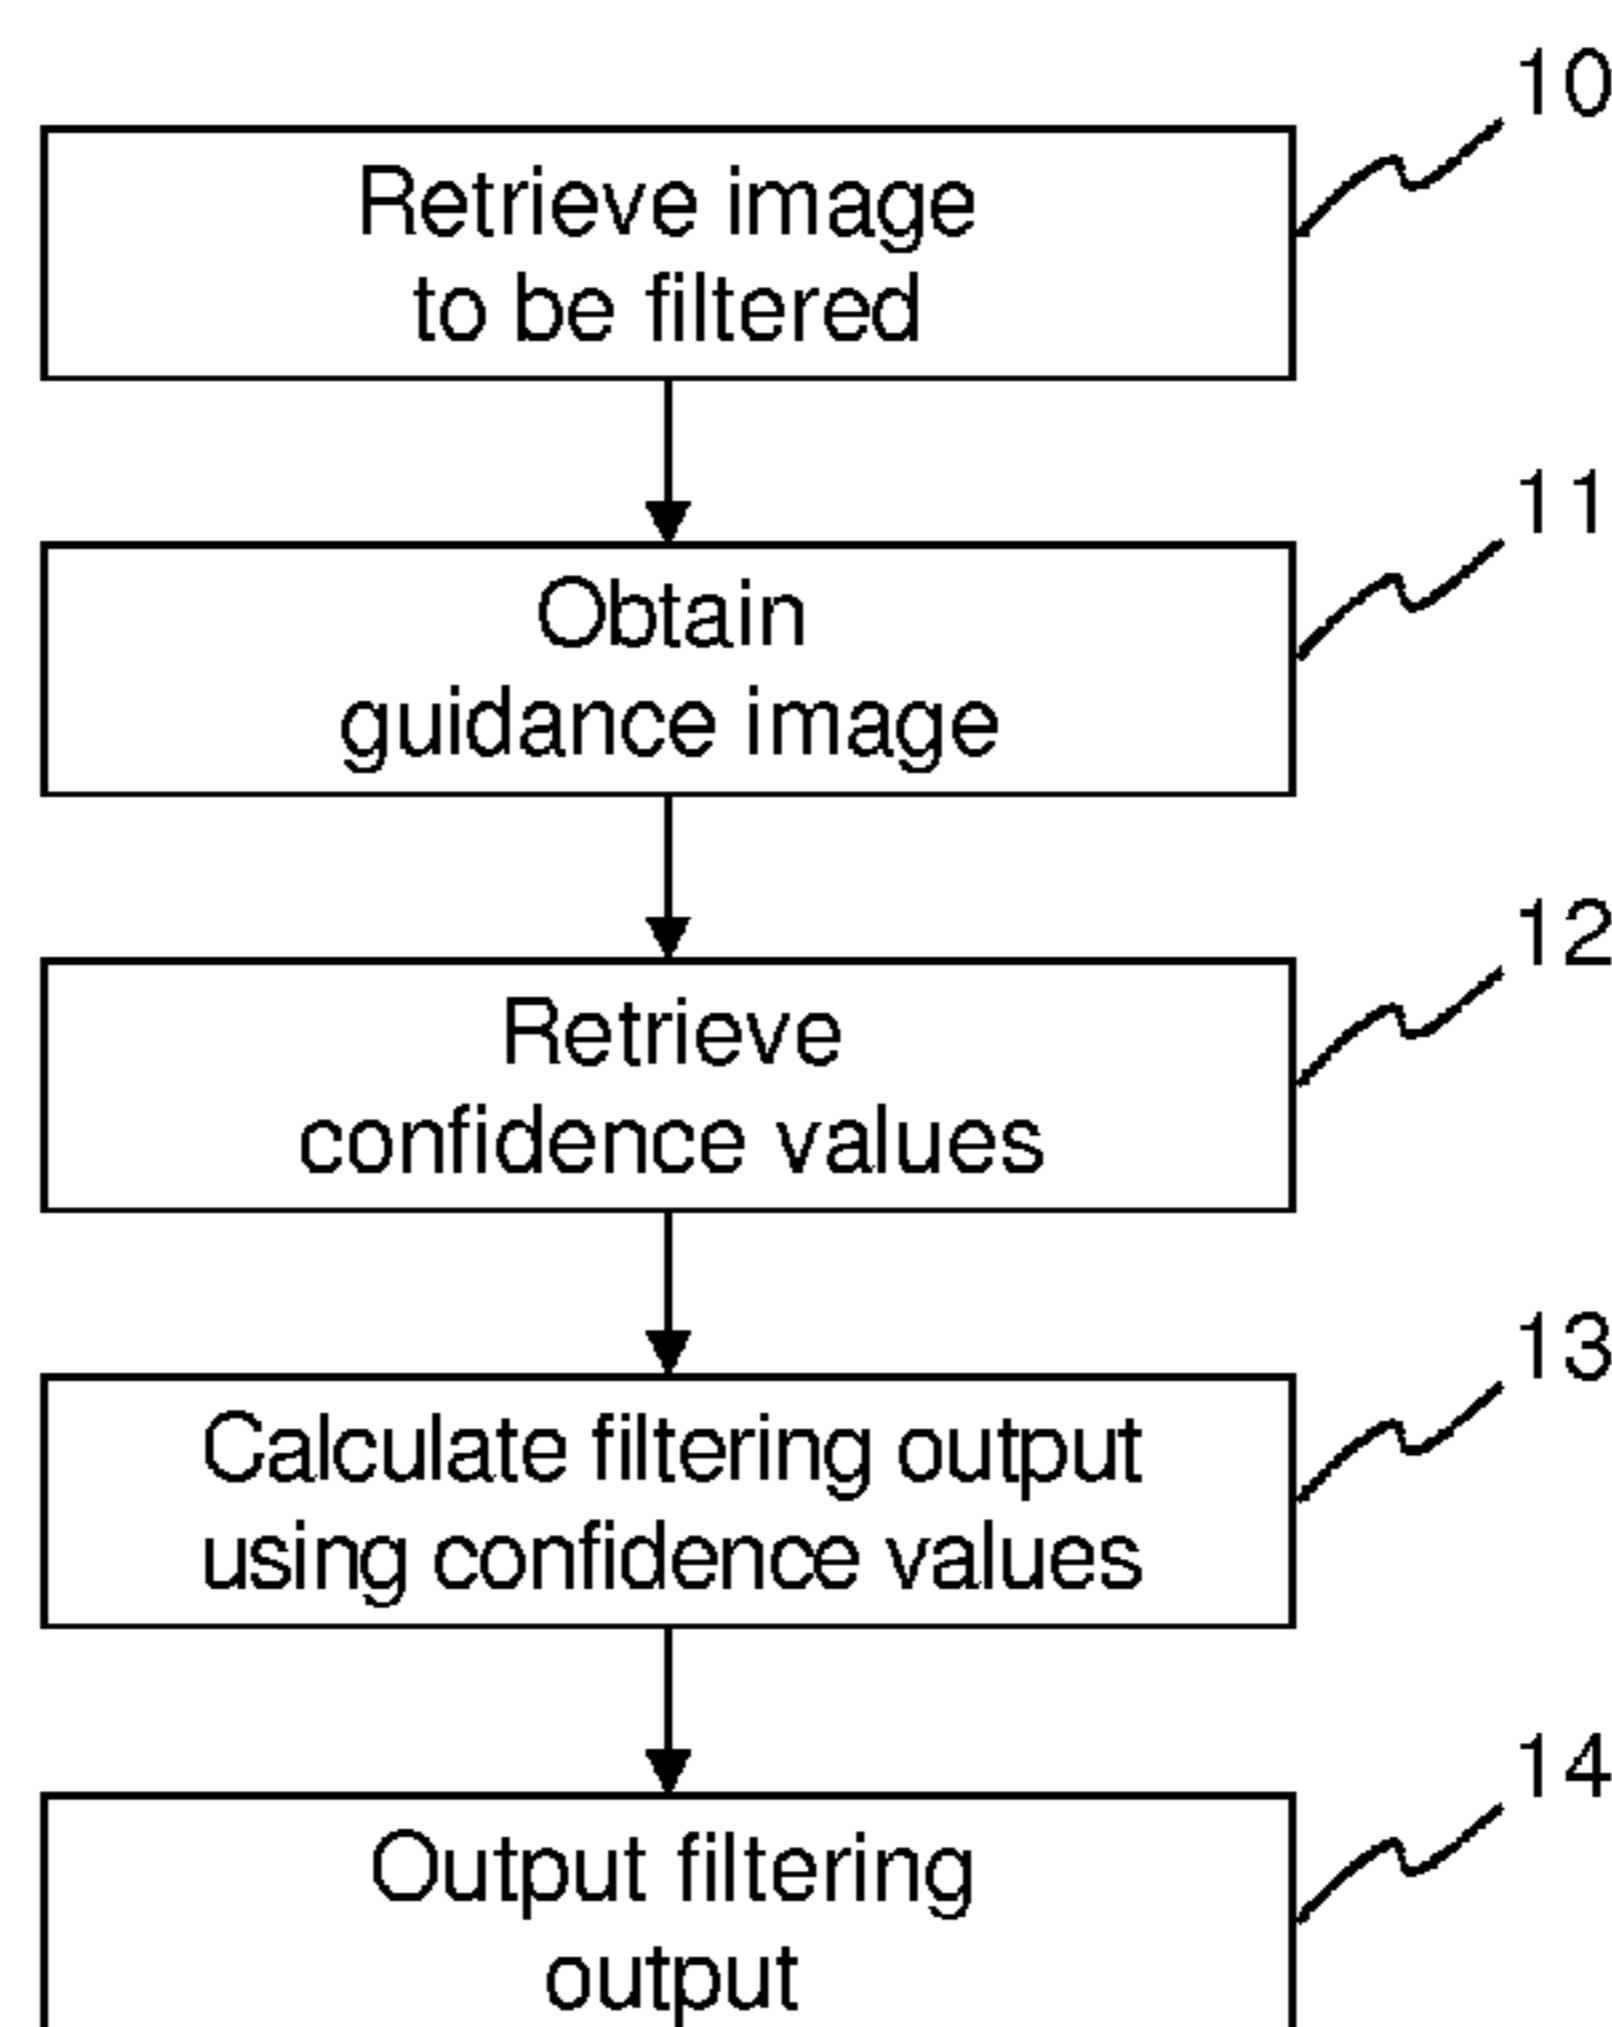 10
Retrieve image
to be filtered
11
Obtain
guidance image
12
Retrieve
confidence values
13
Calculate filtering output
using confidence values
14
Output filtering
output